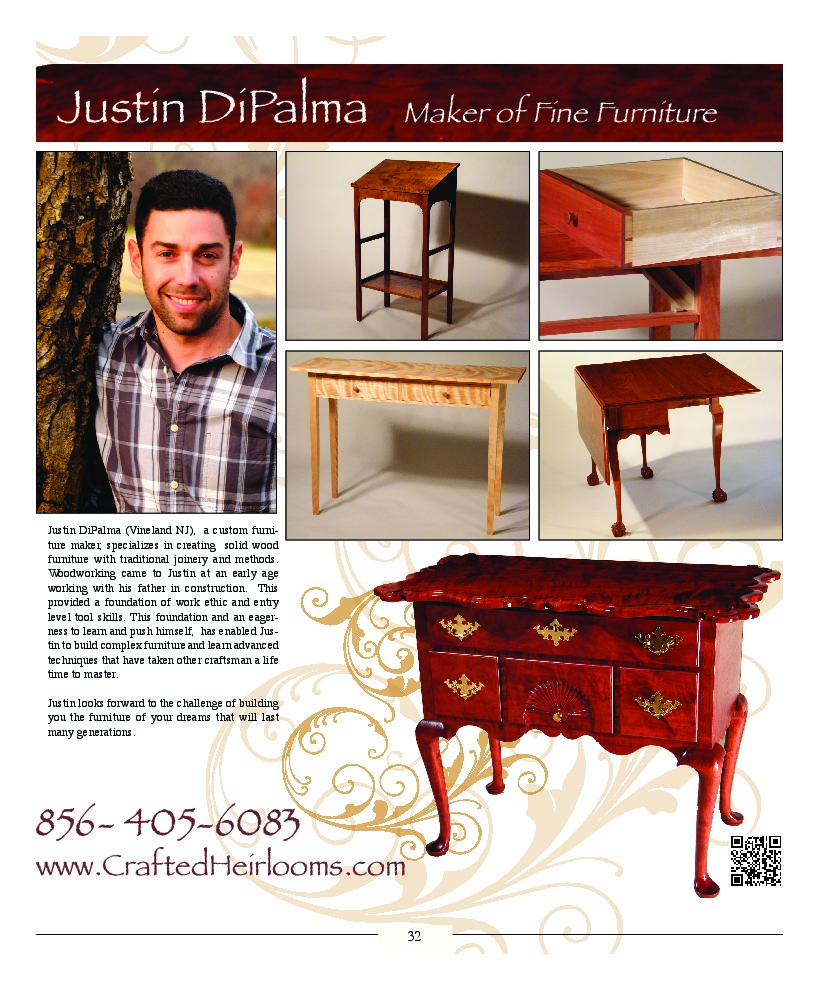 Justin DiPalma Maker of Fine Furniture
Justin DiPalma (Vineland NJ), a custom furni-
ture maker, specializes in creating solid wood
furniture with traditional joinery and methods.
Woodworking came to Justin at an early age
working with his father in construction. This
provided a foundation of work ethic and entry
level tool skills. This foundation and an eager-
ness to learn and push himself, has enabled Jus-
tin to build complex furniture and learn advanced
techniques that have taken other craftsman a life
time to master.
Justin looks forward to the challenge of building
you the furniture of your dreams that will last
many generations.
856- 405-6083
www.CraftedHeirlooms.com
32